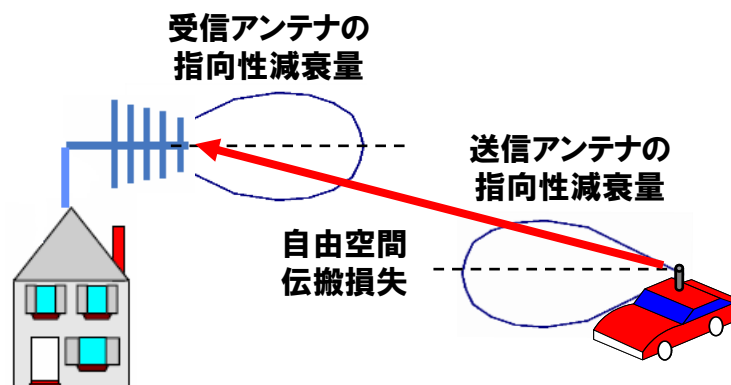 受信アンテナの
指向性減衰量
送信アンテナの
指向性減衰量
自由空間
伝搬損失